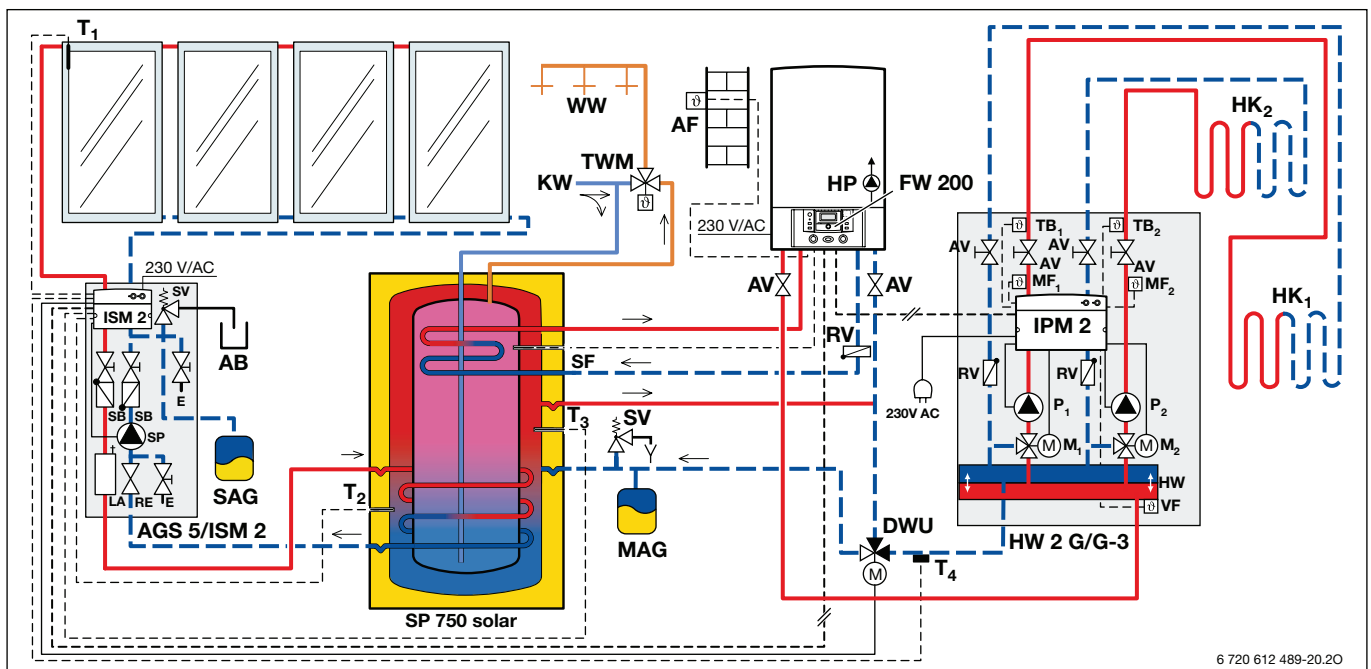 T1
WW
TWM
KW
ϑ
AF
ϑ
HP
FW 200
230 V/AC
HK2
HK1
TB1
ϑ
TB2
ϑ
AV
AV
AV
AV
MF1
ϑ
MF2
ϑ
IPM 2
230V AC
RV
RV
P1
P2
M
M1
M
M2
HW
VF
ϑ
HW 2 G/G-3
230 V/AC
ISM 2
SV
AB
E
SB
SB
SP
LA
RE
E
SAG
AGS 5/ISM 2
AV
AV
RV
SF
T3
SV
MAG
T2
DWU
M
T4
SP 750 solar
6 720 612 489-20.2O